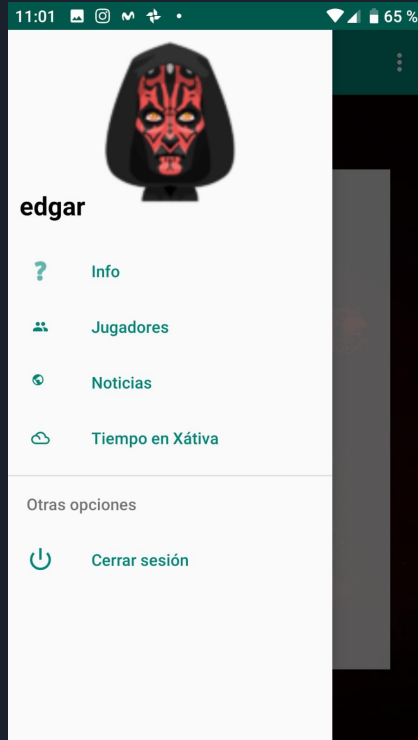 11:01
65 %
edgar
Info
Jugadores
Noticias
Tiempo en Xátiva
Otras opciones
Cerrar sesión